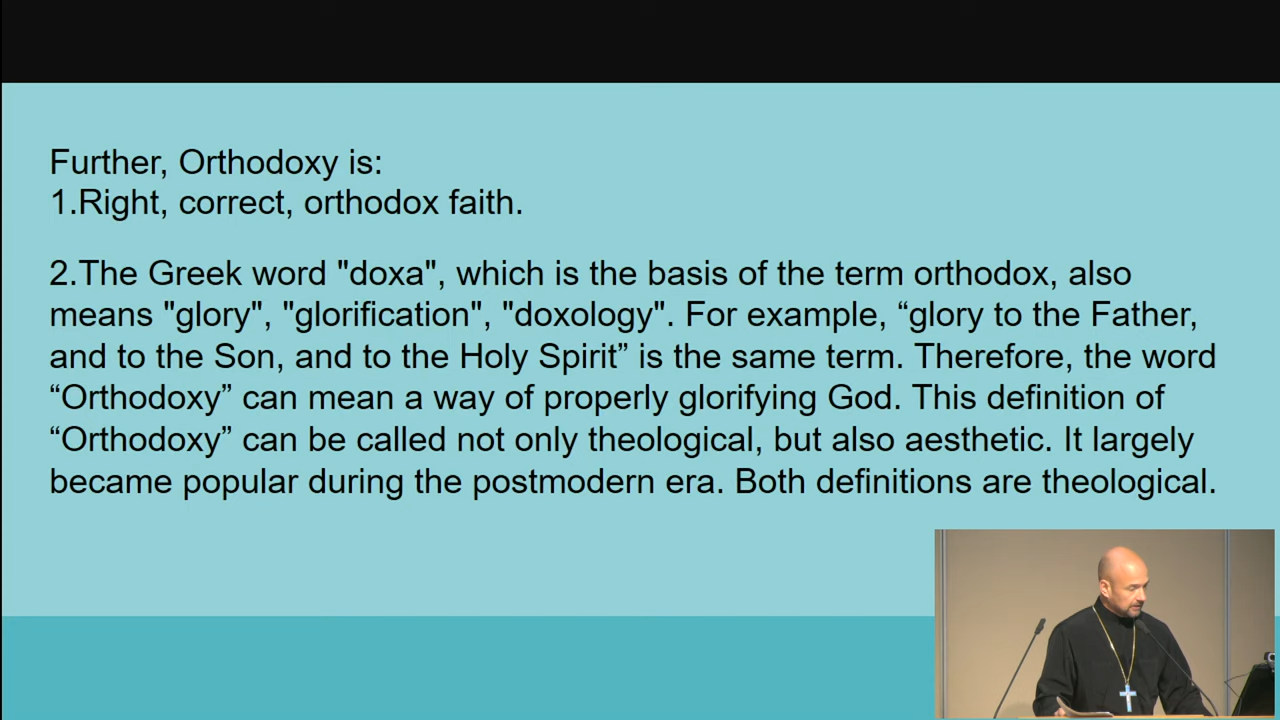 Further, Orthodoxy is:
1.Right, correct, orthodox faith.
2.The Greek word "doxa", which is the basis of the term orthodox, also
means "glory", "glorification", "doxology". For example, “glory to the Father,
and to the Son, and to the Holy Spirit” is the same term. Therefore, the word
“Orthodoxy” can mean a way of properly glorifying God. This definition of
“Orthodoxy” can be called not only theological, but also aesthetic. It largely
became popular during the postmodern era. Both definitions are theological.